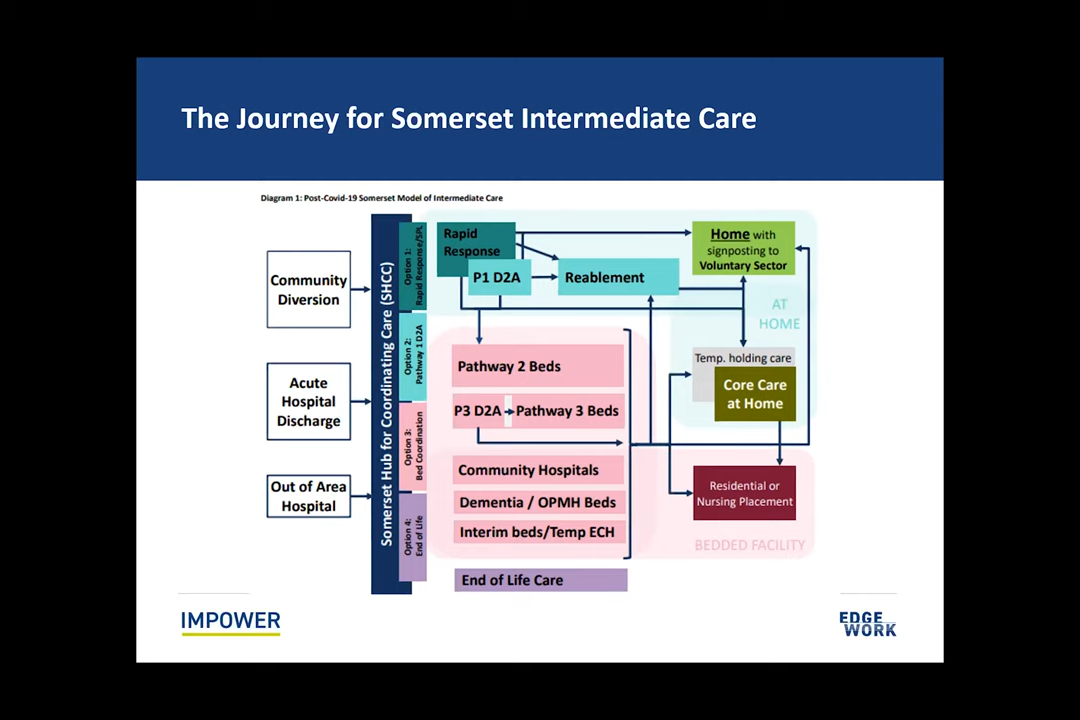 The Journey for Somerset Intermediate Care
Diagram 1: Post-Covid-19 Somerset Model of Intermediate Care
Community
Diversion
Acute
Hospital
Discharge
Out of Area
Hospital
Somerset Hub for Coordinating Care (SHCC)
Option 1:
Rapid Response/SPL
Option 2:
Pathway 1 D2A
Option 3:
Bed Coordination
Option 4:
End of Life
Rapid
Response
P1 D2A
Reablement
Home with
signposting to
Voluntary Sector
AT
HOME
Pathway 2 Beds
P3 D2A
Pathway 3 Beds
Community Hospitals
Dementia / OPMH Beds
Interim beds/Temp ECH
End of Life Care
Temp. holding care
Core Care
at Home
Residential or
Nursing Placement
BEDDED FACILITY
IMPOWER
EDGE
WORK